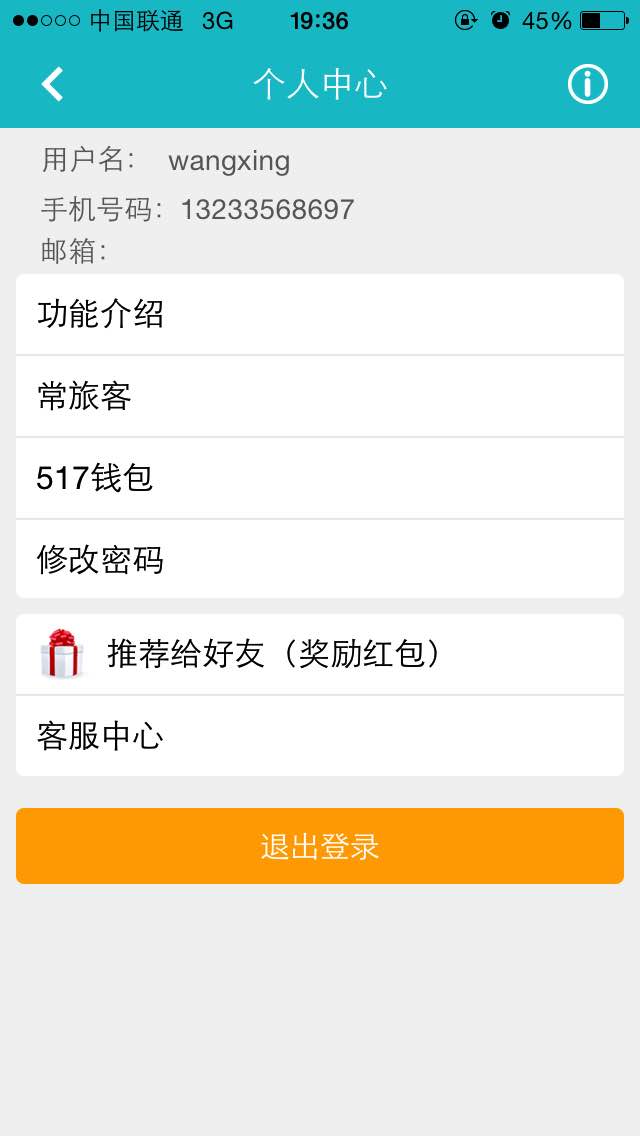 中国联通 3G 19:36 45%
个人中心
用户名： wangxing
手机号码：13233568697
邮箱：
功能介绍
常旅客
517钱包
修改密码
推荐给好友（奖励红包）
客服中心
退出登录